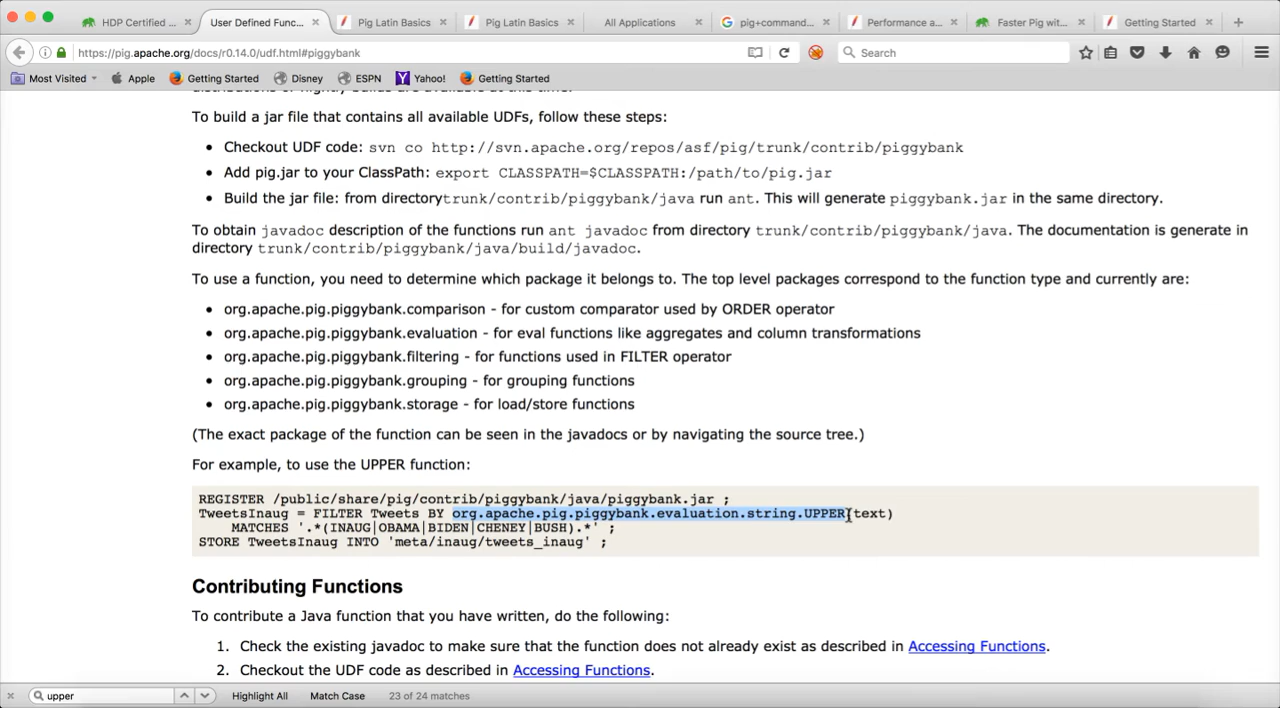 HDP Certified ...
User Defined Func...
Pig Latin Basics
Pig Latin Basics
All Applications
pig+command...
Performance a...
Faster Pig wit...
Getting Started
https://pig.apache.org/docs/r0.14.0/udf.html#piggybank
Search
Most Visited
Apple
Getting Started
Disney
ESPN
Yahoo!
Getting Started
distributions or nightly builds are available at this time.
To build a jar file that contains all available UDFs, follow these steps:
• Checkout UDF code: svn co http://svn.apache.org/repos/asf/pig/trunk/contrib/piggybank
• Add pig.jar to your ClassPath: export CLASSPATH=$CLASSPATH:/path/to/pig.jar
• Build the jar file: from directorytrunk/contrib/piggybank/java run ant. This will generate piggybank.jar in the same directory.
To obtain javadoc description of the functions run ant javadoc from directory trunk/contrib/piggybank/java. The documentation is generate in
directory trunk/contrib/piggybank/java/build/javadoc.
To use a function, you need to determine which package it belongs to. The top level packages correspond to the function type and currently are:
• org.apache.pig.piggybank.comparison - for custom comparator used by ORDER operator
• org.apache.pig.piggybank.evaluation - for eval functions like aggregates and column transformations
• org.apache.pig.piggybank.filtering - for functions used in FILTER operator
• org.apache.pig.piggybank.grouping - for grouping functions
• org.apache.pig.piggybank.storage - for load/store functions
(The exact package of the function can be seen in the javadocs or by navigating the source tree.)
For example, to use the UPPER function:
REGISTER /public/share/pig/contrib/piggybank/java/piggybank.jar ;
TweetsInaug = FILTER Tweets BY org.apache.pig.piggybank.evaluation.string.UPPER(text)
MATCHES '.*(INAUG|OBAMA|BIDEN|CHENEY|BUSH).*' ;
STORE TweetsInaug INTO 'meta/inaug/tweets_inaug' ;
Contributing Functions
To contribute a Java function that you have written, do the following:
1. Check the existing javadoc to make sure that the function does not already exist as described in Accessing Functions.
2. Checkout the UDF code as described in Accessing Functions.
upper
Highlight All
Match Case
23 of 24 matches